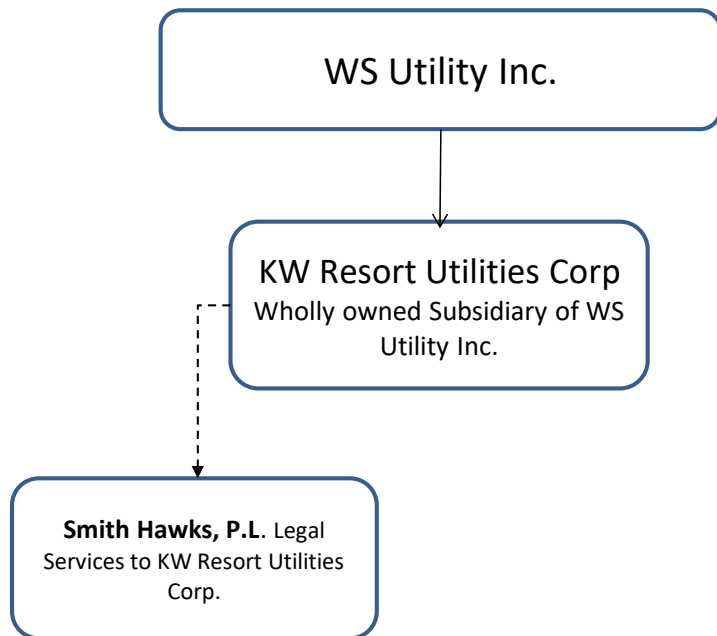 WS Utility Inc.
KW Resort Utilities Corp
Wholly owned Subsidiary of WS
Utility Inc.
Smith Hawks, P.L. Legal
Services to KW Resort Utilities
Corp.